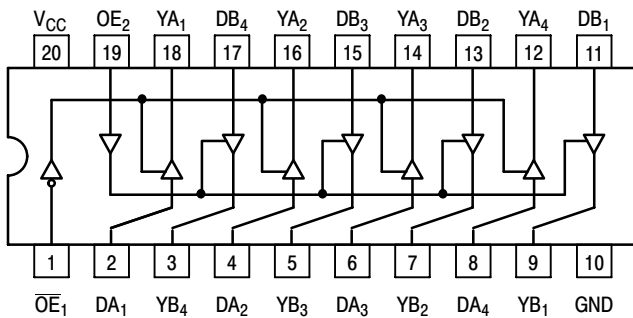 V_CC OE₂ YA₁ DB₄ YA₂ DB₃ YA₃ DB₂ YA₄ DB₁
20 19 18 17 16 15 14 13 12 11
1 2 3 4 5 6 7 8 9 10
O̅E̅₁ DA₁ YB₄ DA₂ YB₃ DA₃ YB₂ DA₄ YB₁ GND